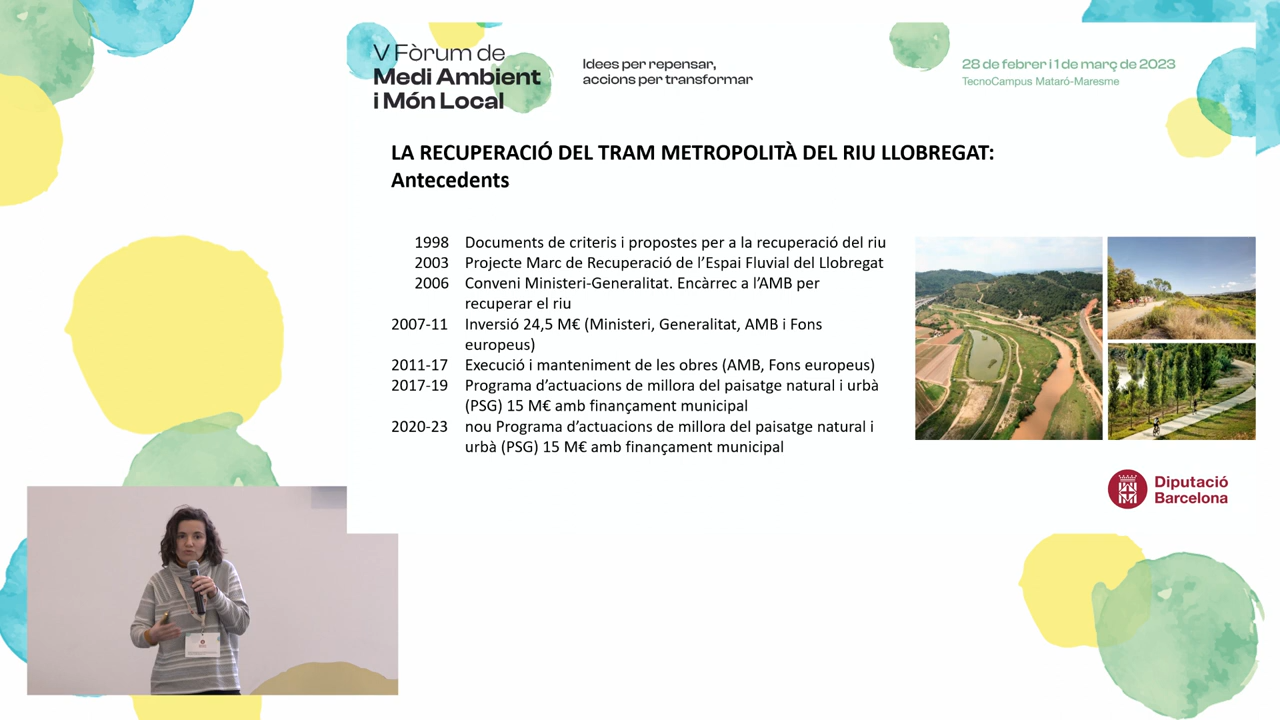 V Fòrum de
Medi Ambient
i Món Local
Idees per repensar,
accions per transformar
28 de febrer i 1 de març de 2023
TecnoCampus Mataró-Maresme
LA RECUPERACIÓ DEL TRAM METROPOLITÀ DEL RIU LLOBREGAT:
Antecedents
1998 Documents de criteris i propostes per a la recuperació del riu
2003 Projecte Marc de Recuperació de l’Espai Fluvial del Llobregat
2006 Conveni Ministeri-Generalitat. Encàrrec a l’AMB per
recuperar el riu
2007-11 Inversió 24,5 M€ (Ministeri, Generalitat, AMB i Fons
europeus)
2011-17 Execució i manteniment de les obres (AMB, Fons europeus)
2017-19 Programa d’actuacions de millora del paisatge natural i urbà
(PSG) 15 M€ amb finançament municipal
2020-23 nou Programa d’actuacions de millora del paisatge natural i
urbà (PSG) 15 M€ amb finançament municipal
Diputació
Barcelona